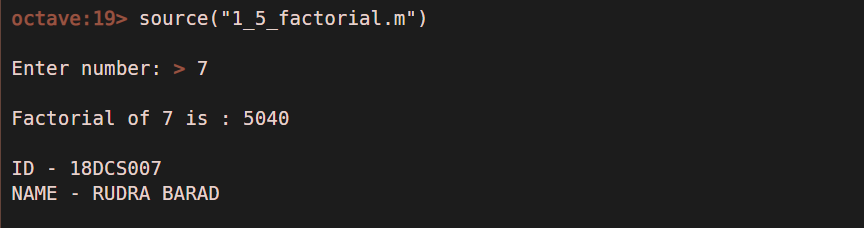 octave:19> source("1_5_factorial.m")
Enter number: > 7
Factorial of 7 is : 5040
ID - 18DCS007
NAME - RUDRA BARAD